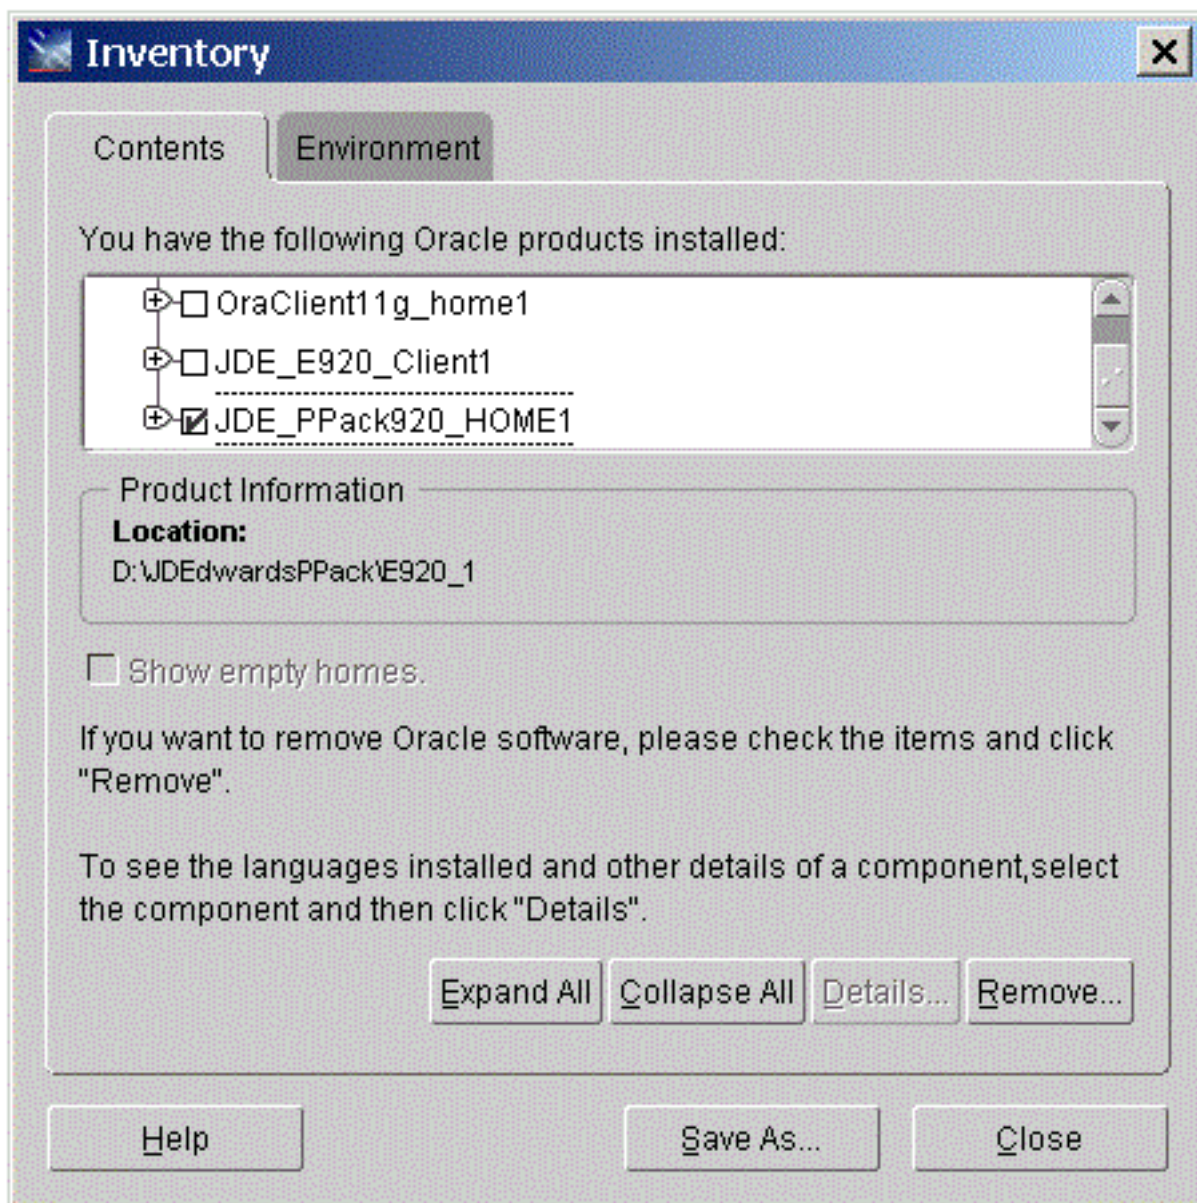 Inventory
Contents
Environment
You have the following Oracle products installed:
OraClient11g_home1
JDE_E920_Client1
JDE_PPack920_HOME1
Product Information
Location:
D:\JDEdwardsPPack\E920_1
Show empty homes.
If you want to remove Oracle software, please check the items and click
"Remove".
To see the languages installed and other details of a component,select
the component and then click "Details".
Expand All
Collapse All
Details...
Remove...
Help
Save As...
Close